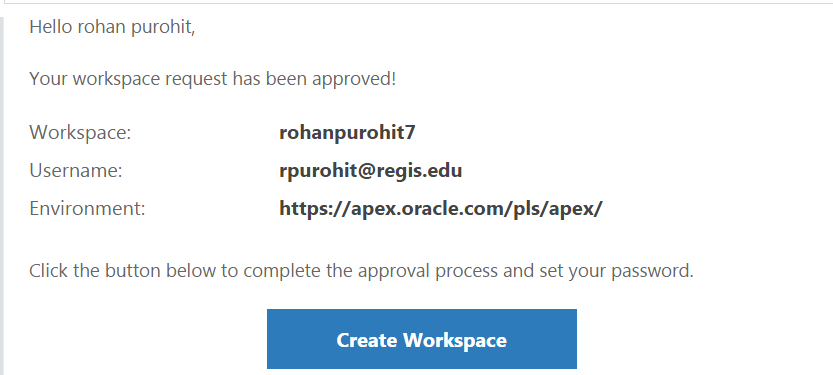 Hello rohan purohit,
Your workspace request has been approved!
Workspace: rohanpurohit7
Username: rpurohit@regis.edu
Environment: https://apex.oracle.com/pls/apex/
Click the button below to complete the approval process and set your password.
Create Workspace